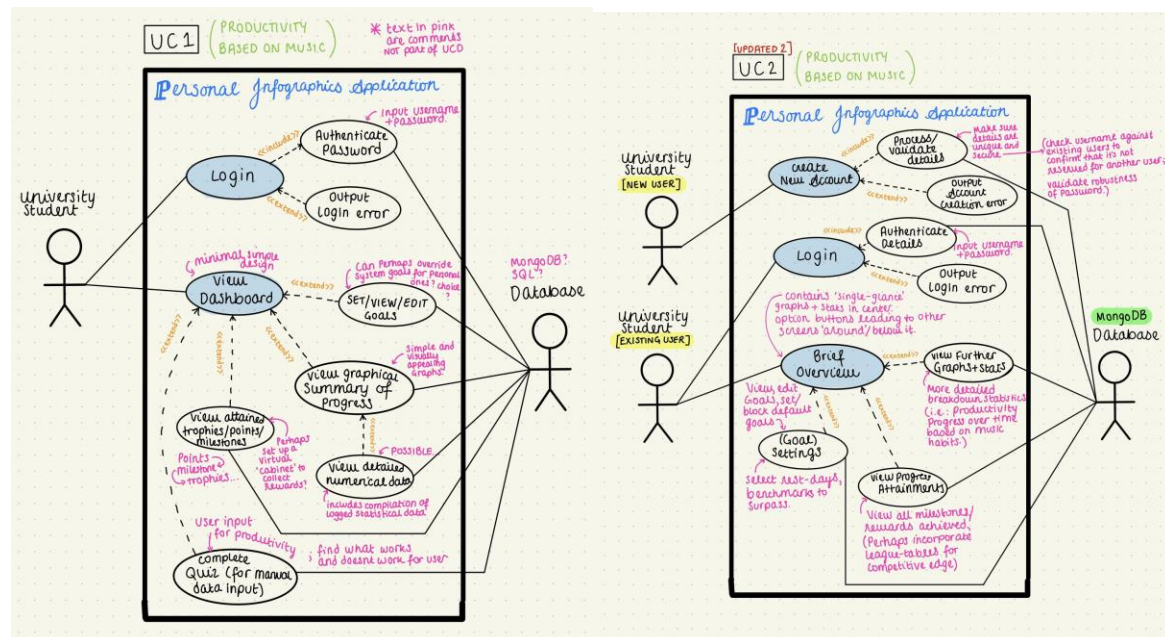 UC1
(PRODUCTIVITY
BASED ON MUSIC)
* text in pink
are comments
NOT part of UCD
Personal Infographics Application
University
Student
Login
<<include>>
Authenticate
Password
Input username
+Password.
<<extend>>
Output
Login error
minimal, simple
design
View
Dashboard
<<extend>>
Can Perhaps override
system goals for personal
ones? choice
?
SET/VIEW/EDIT
Goals
MongoDB?
SQL?
Database
<<extend>>
<<extend>>
<<extend>>
View graphical
Summary of
Progress
Simple and
visually
appealing
Graphs?
View attained
trophies/points/
milestones
Perhaps
set up a
virtual
'cabinet' to
collect
rewards?
Points
milestone
trophies...
<<extend>>
POSSIBLE...
View detailed
numerical data
includes compilation of
logged statistical data
User input
for productivity
; find what works
and doesnt work for user
Complete
Quiz (for manual
data input)
[UPDATED 2]
UC2
(PRODUCTIVITY
BASED ON MUSIC)
Personal Infographics Application
University
Student
[NEW USER]
Create
New Account
<<include>>
Process/
validate
details
Make sure
details are
unique and
secure
(check username against
existing users to
confirm that it's not
reserved for another user;
validate robustness
of Password.)
<<extend>>
Output
Account
Creation error
Login
<<include>>
Authenticate
Details
Input username
+Password.
<<extend>>
Output
Login error
University
Student
[EXISTING USER]
contains 'single-glance'
graphs + stats in center,
option buttons leading to other
screens 'around'/below it.
Brief
Overview
<<extend>>
View Further
Graphs+Stats
MongoDB
Database
More detailed
breakdown statistics
(i.e: Productivity
Progress over time
based on music
habits.)
View, edit
Goals, set/
block default
goals
<<extend>>
<<extend>>
(Goal)
Settings
Select rest-days,
benchmarks to
Surpass.
View Progress
Attainments
View all milestones/
rewards achieved,
(Perhaps incorporate
league-tables for
competitive edge)